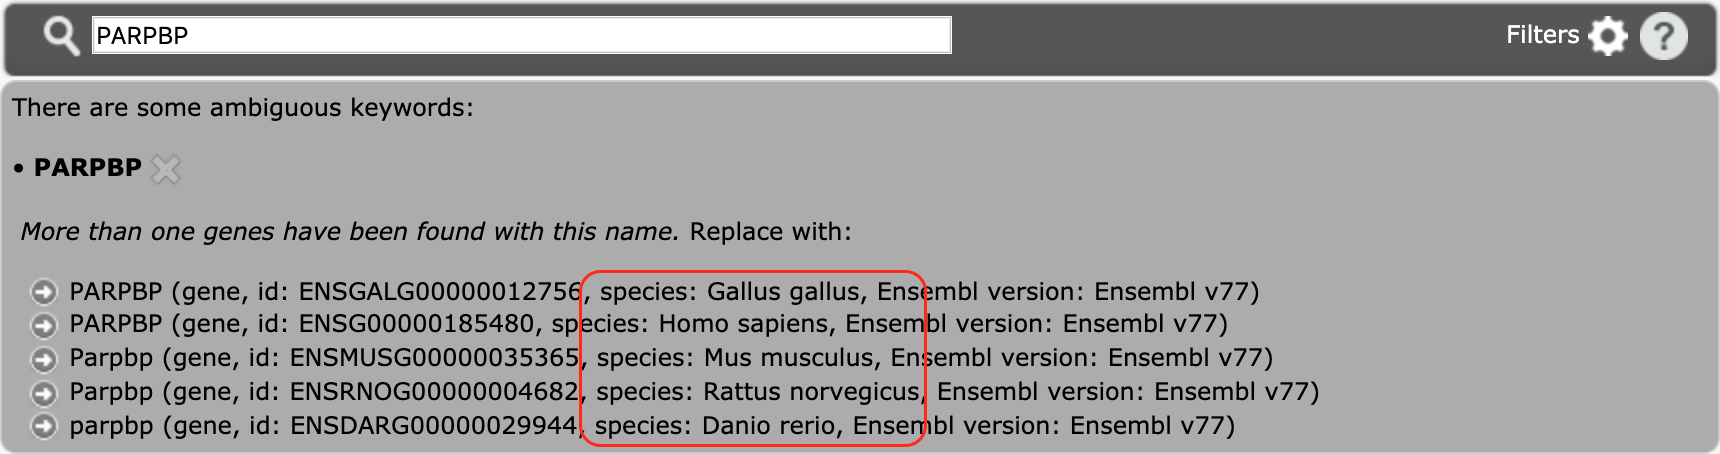 PARPBP
Filters
?
There are some ambiguous keywords:
• PARPBP
More than one genes have been found with this name. Replace with:
PARPBP (gene, id: ENSGALG00000012756, species: Gallus gallus, Ensembl version: Ensembl v77)
PARPBP (gene, id: ENSG00000185480, species: Homo sapiens, Ensembl version: Ensembl v77)
Parpbp (gene, id: ENSMUSG00000035365, species: Mus musculus, Ensembl version: Ensembl v77)
Parpbp (gene, id: ENSRNOG00000004682, species: Rattus norvegicus, Ensembl version: Ensembl v77)
parpbp (gene, id: ENSDARG00000029944, species: Danio rerio, Ensembl version: Ensembl v77)